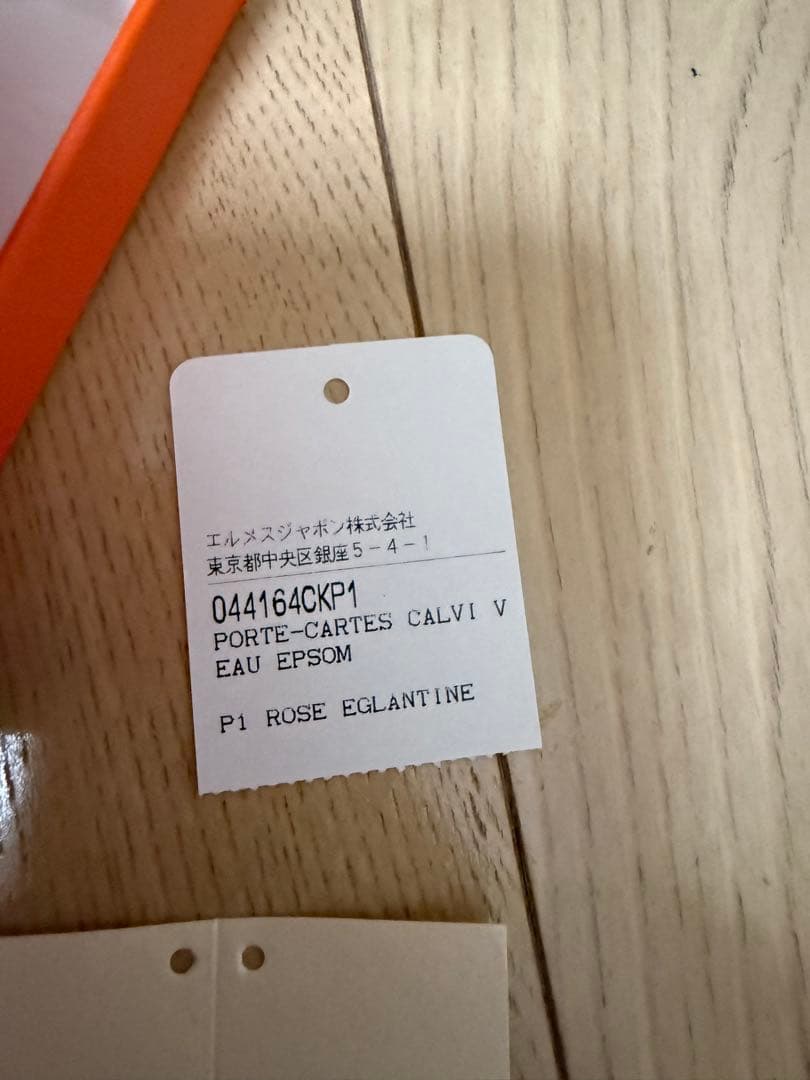 エルメスジャポン株式会社
東京都中央区銀座5-4-1
044164CKP1
PORTE-CARTES CALVI V
EAU EPSOM
P1 ROSE EGLANTINE